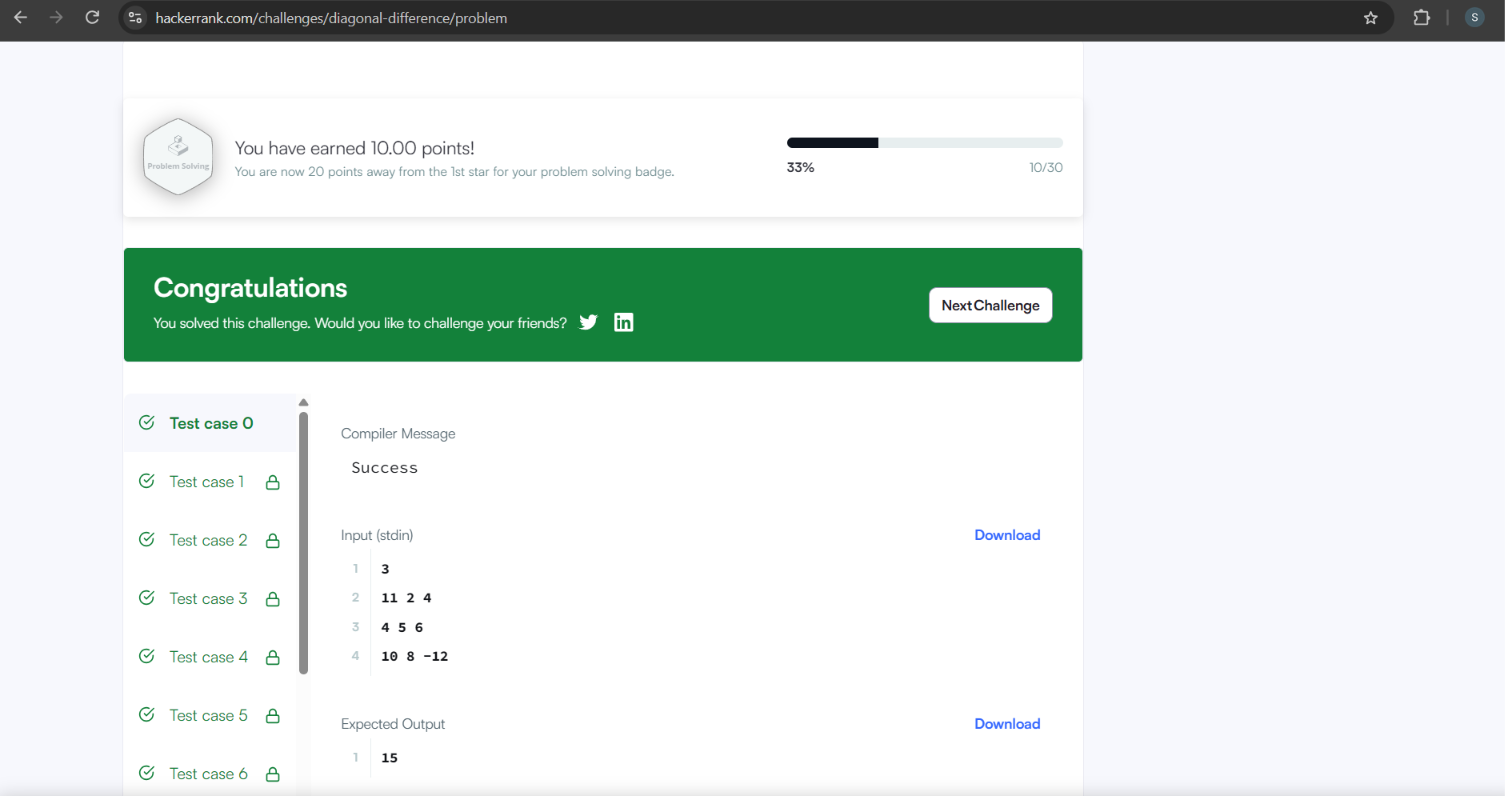 hackerrank.com/challenges/diagonal-difference/problem
S
Problem Solving
You have earned 10.00 points!
You are now 20 points away from the 1st star for your problem solving badge.
33%
10/30
Congratulations
You solved this challenge. Would you like to challenge your friends?
in
Next Challenge
Test case 0
Test case 1
Test case 2
Test case 3
Test case 4
Test case 5
Test case 6
Compiler Message
Success
Input (stdin)
Download
1 3
2 11 2 4
3 4 5 6
4 10 8 -12
Expected Output
Download
1 15